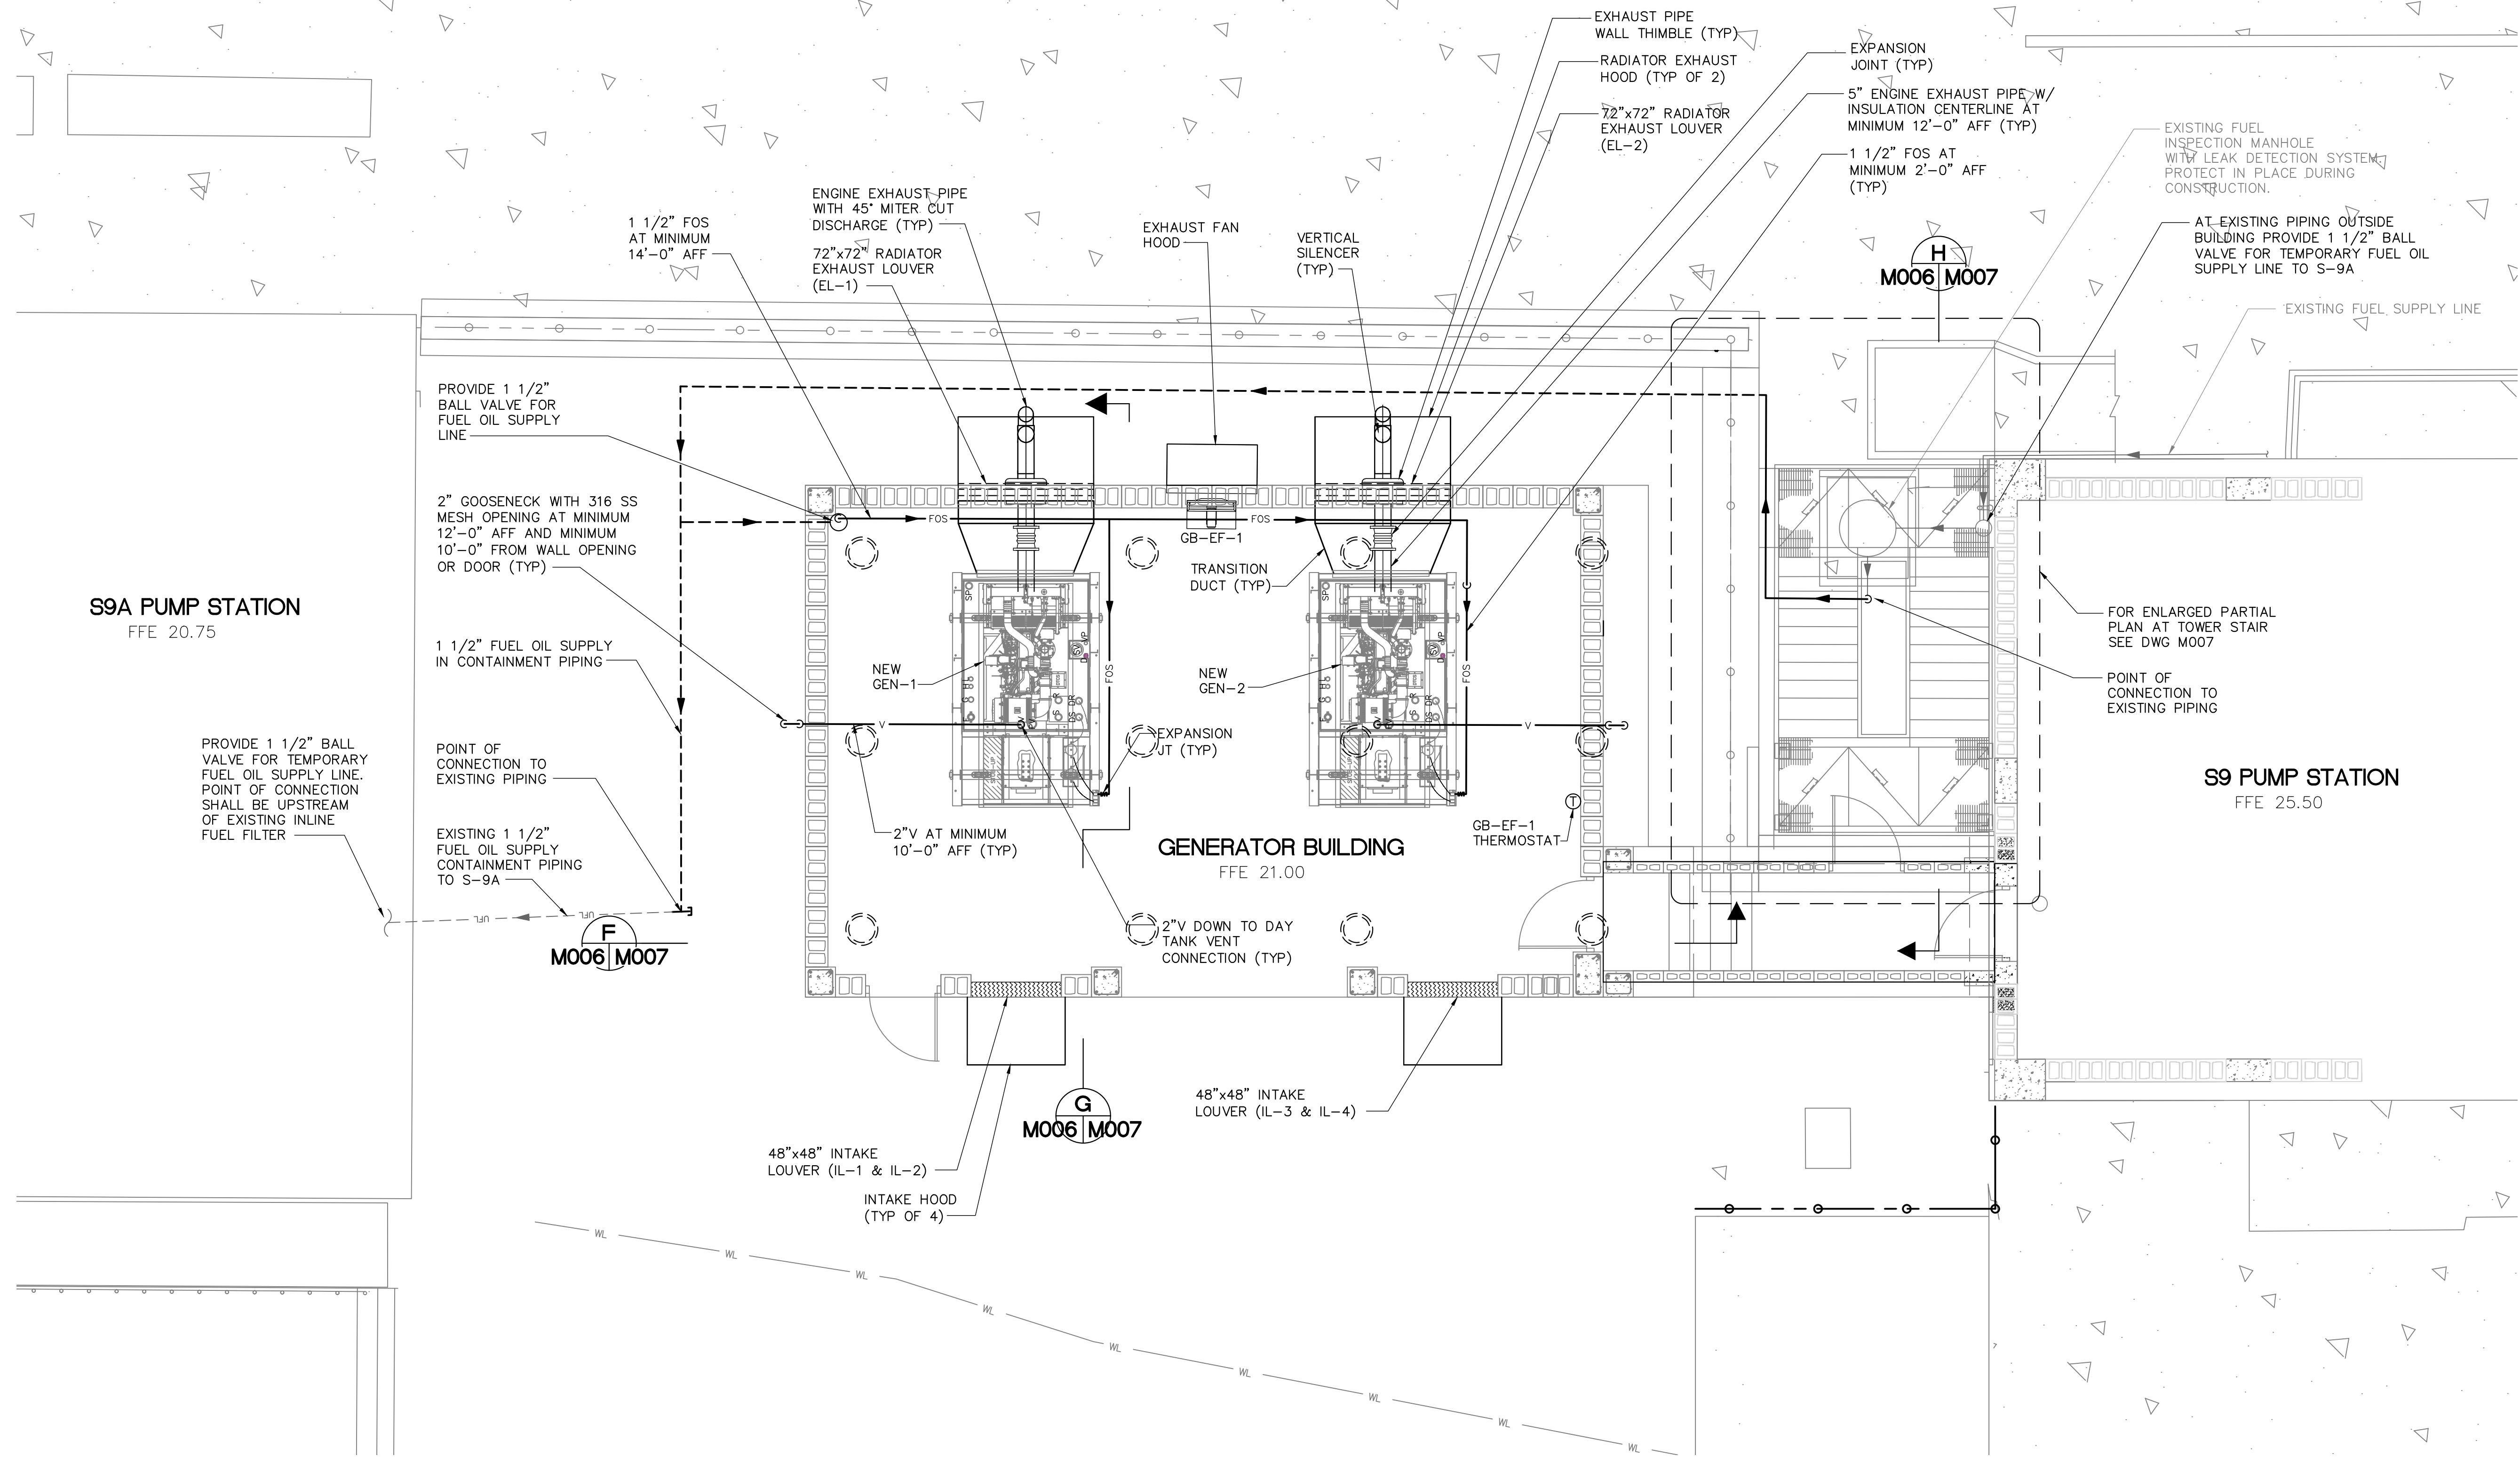 EXHAUST PIPE
WALL THIMBLE (TYP)
RADIATOR EXHAUST
HOOD (TYP OF 2)
72"x72" RADIATOR
EXHAUST LOUVER
(EL-2)
EXPANSION
JOINT (TYP)
5" ENGINE EXHAUST PIPE W/
INSULATION CENTERLINE AT
MINIMUM 12'-0" AFF (TYP)
1 1/2" FOS AT
MINIMUM 2'-0" AFF
(TYP)
EXISTING FUEL
INSPECTION MANHOLE
WITH LEAK DETECTION SYSTEM.
PROTECT IN PLACE DURING
CONSTRUCTION.
AT EXISTING PIPING OUTSIDE
BUILDING PROVIDE 1 1/2" BALL
VALVE FOR TEMPORARY FUEL OIL
SUPPLY LINE TO S-9A
EXISTING FUEL SUPPLY LINE
H
M006 M007
1 1/2" FOS
AT MINIMUM
14'-0" AFF
ENGINE EXHAUST PIPE
WITH 45° MITER CUT
DISCHARGE (TYP)
72"x72" RADIATOR
EXHAUST LOUVER
(EL-1)
EXHAUST FAN
HOOD
VERTICAL
SILENCER
(TYP)
PROVIDE 1 1/2"
BALL VALVE FOR
FUEL OIL SUPPLY
LINE
2" GOOSENECK WITH 316 SS
MESH OPENING AT MINIMUM
12'-0" AFF AND MINIMUM
10'-0" FROM WALL OPENING
OR DOOR (TYP)
FOS
FOS
GB-EF-1
TRANSITION
DUCT (TYP)
S9A PUMP STATION
FFE 20.75
1 1/2" FUEL OIL SUPPLY
IN CONTAINMENT PIPING
NEW
GEN-1
NEW
GEN-2
FOS
FOS
V
V
EXPANSION
JT (TYP)
FOR ENLARGED PARTIAL
PLAN AT TOWER STAIR
SEE DWG M007
POINT OF
CONNECTION TO
EXISTING PIPING
PROVIDE 1 1/2" BALL
VALVE FOR TEMPORARY
FUEL OIL SUPPLY LINE.
POINT OF CONNECTION
SHALL BE UPSTREAM
OF EXISTING INLINE
FUEL FILTER
POINT OF
CONNECTION TO
EXISTING PIPING
EXISTING 1 1/2"
FUEL OIL SUPPLY
CONTAINMENT PIPING
TO S-9A
UFL
UFL
F
M006 M007
2"V AT MINIMUM
10'-0" AFF (TYP)
GENERATOR BUILDING
FFE 21.00
T
GB-EF-1
THERMOSTAT
S9 PUMP STATION
FFE 25.50
2"V DOWN TO DAY
TANK VENT
CONNECTION (TYP)
G
M006 M007
48"x48" INTAKE
LOUVER (IL-3 & IL-4)
48"x48" INTAKE
LOUVER (IL-1 & IL-2)
INTAKE HOOD
(TYP OF 4)
WL
WL
WL
WL
WL
WL
WL
WL
WL